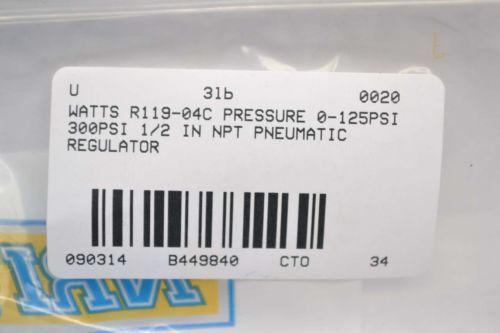 U 31b 0020
WATTS R119-04C PRESSURE 0-125PSI
300PSI 1/2 IN NPT PNEUMATIC
REGULATOR
090314 B449840 CTO 34